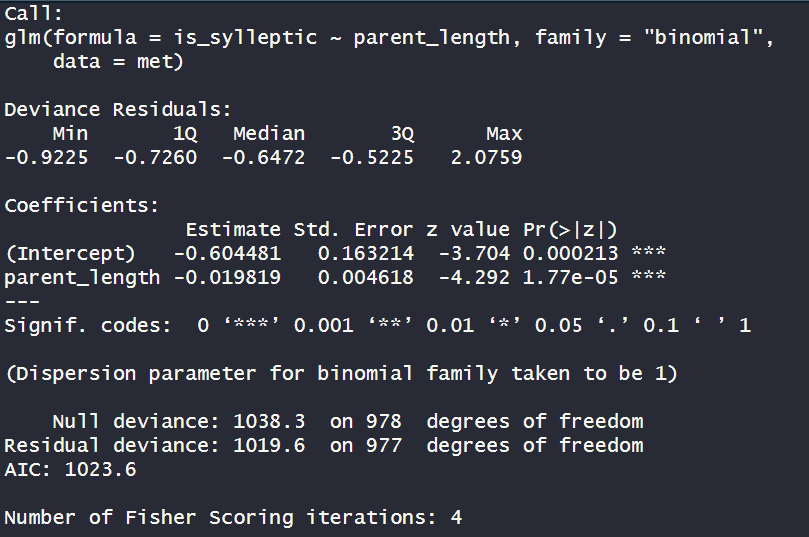 Call:
glm(formula = is_sylleptic ~ parent_length, family = "binomial",
    data = met)
Deviance Residuals:
    Min       1Q   Median       3Q      Max
-0.9225  -0.7260  -0.6472  -0.5225   2.0759
Coefficients:
               Estimate Std. Error z value Pr(>|z|)
(Intercept)   -0.604481   0.163214  -3.704 0.000213 ***
parent_length -0.019819   0.004618  -4.292 1.77e-05 ***
---
Signif. codes:  0 ‘***’ 0.001 ‘**’ 0.01 ‘*’ 0.05 ‘.’ 0.1 ‘ ’ 1
(Dispersion parameter for binomial family taken to be 1)
    Null deviance: 1038.3  on 978  degrees of freedom
Residual deviance: 1019.6  on 977  degrees of freedom
AIC: 1023.6
Number of Fisher Scoring iterations: 4